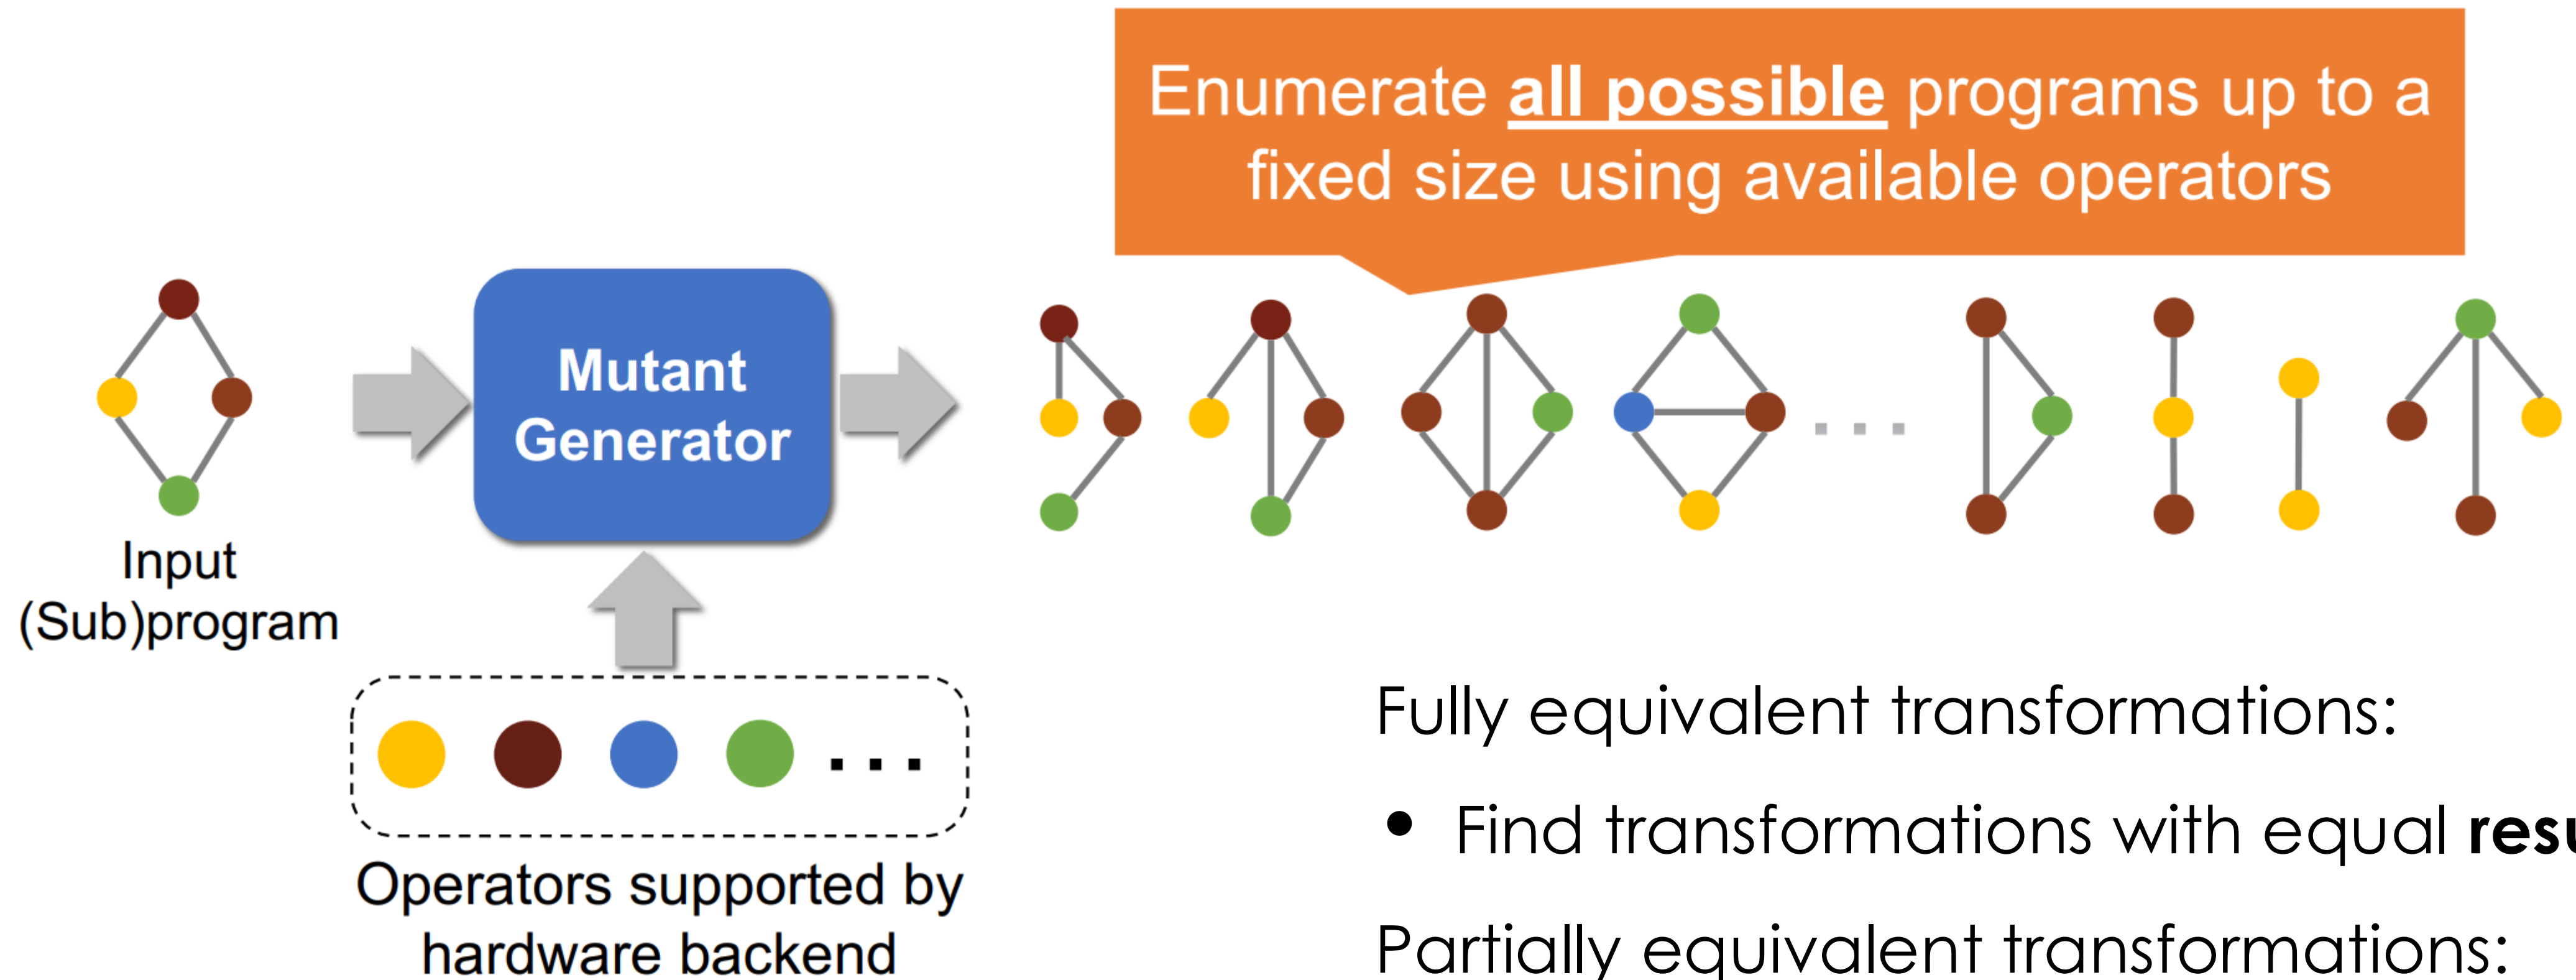 Enumerate all possible programs up to a
fixed size using available operators
Mutant
Generator
Input
(Sub)program
Operators supported by
hardware backend
Fully equivalent transformations:
• Find transformations with equal
Partially equivalent transformations: